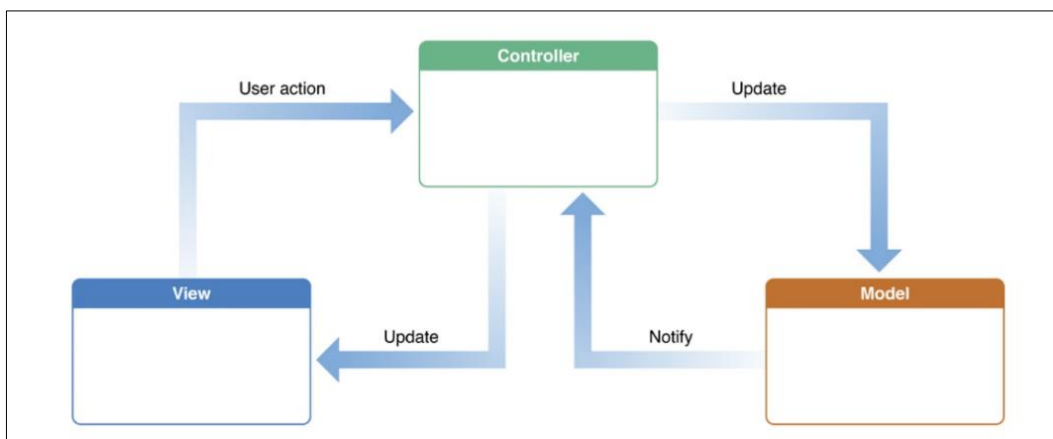 Controller
User action
Update
View
Model
Update
Notify